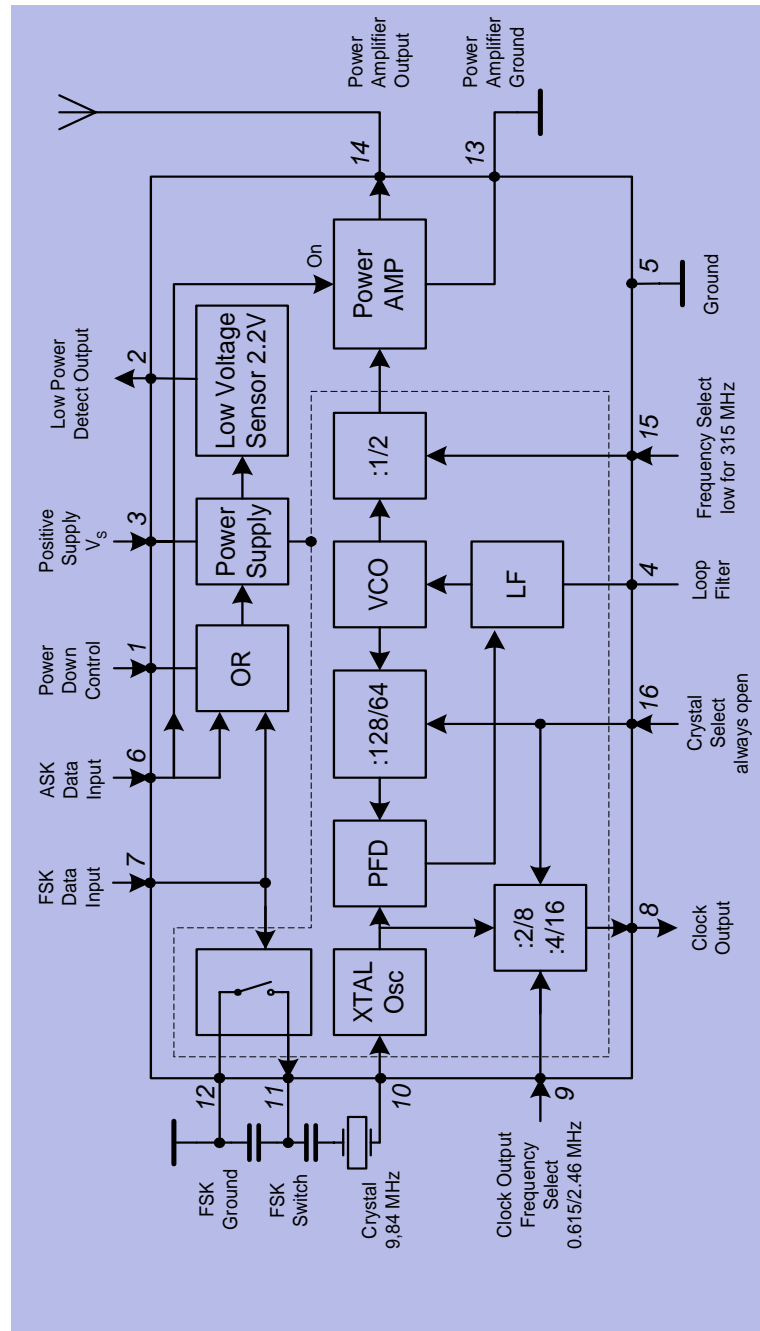 FSK
Data
Input
7
ASK
Data
Input
6
Power
Down
Control
1
Positive
Supply
VS
3
Low Power
Detect Output
2
OR
Power
Supply
Low Voltage
Sensor 2.2V
On
12
11
10
9
FSK
Ground
FSK
Switch
Crystal
9,84 MHz
Clock Output
Frequency
Select
0.615/2.46 MHz
XTAL
Osc
PFD
:128/64
VCO
:1/2
Power
AMP
14
Power
Amplifier
Output
13
Power
Amplifier
Ground
:2/8
:4/16
LF
8
Clock
Output
16
Crystal
Select
always open
4
Loop
Filter
15
Frequency Select
low for 315 MHz
5
Ground